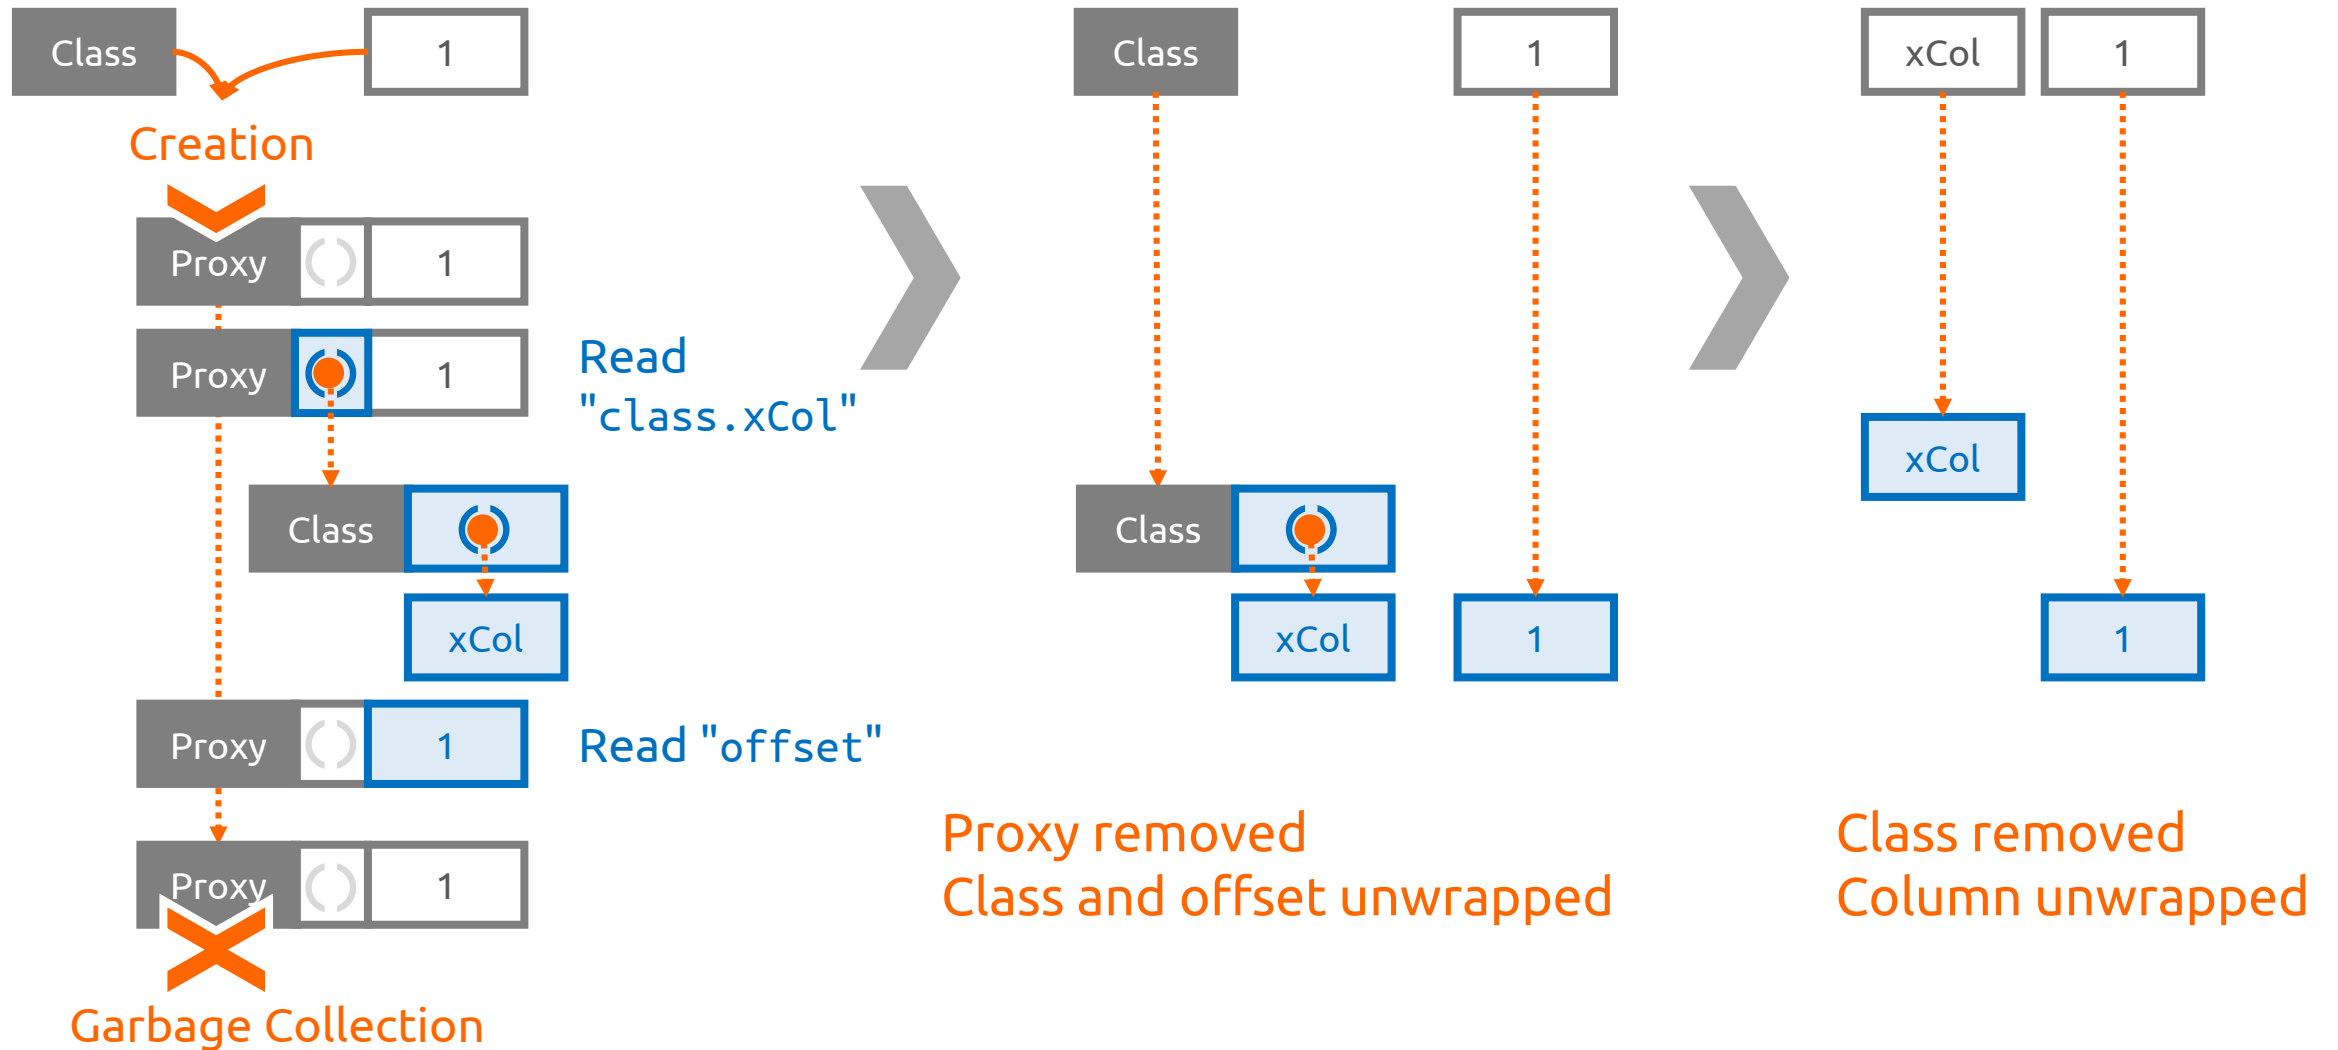 Class
1
Creation
Proxy
1
Proxy
1
Read
"class.xCol"
Class
xCol
Proxy
1
Read "offset"
Proxy
1
Garbage Collection
Class
1
Class
xCol
1
Proxy removed
Class and offset unwrapped
xCol
1
xCol
1
Class removed
Column unwrapped